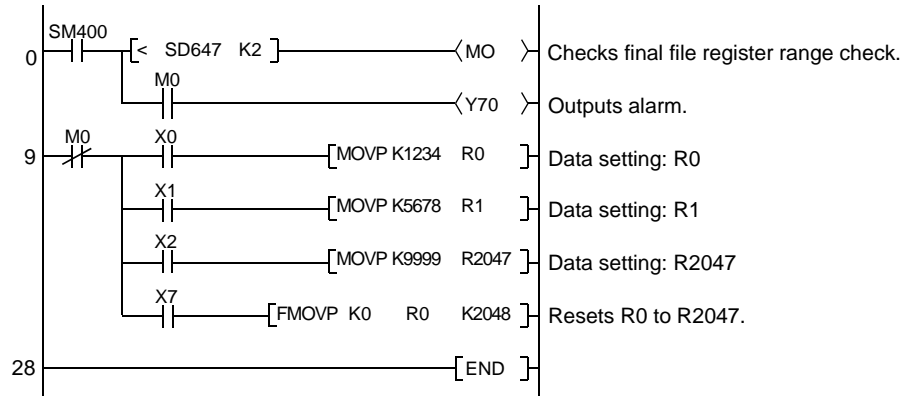 SM400
0 < SD647 K2 MO Checks final file register range check.
M0
Y70 Outputs alarm.
M0 X0
9 MOVP K1234 R0 Data setting: R0
X1
MOVP K5678 R1 Data setting: R1
X2
MOVP K9999 R2047 Data setting: R2047
X7
FMOVP K0 R0 K2048 Resets R0 to R2047.
28 END